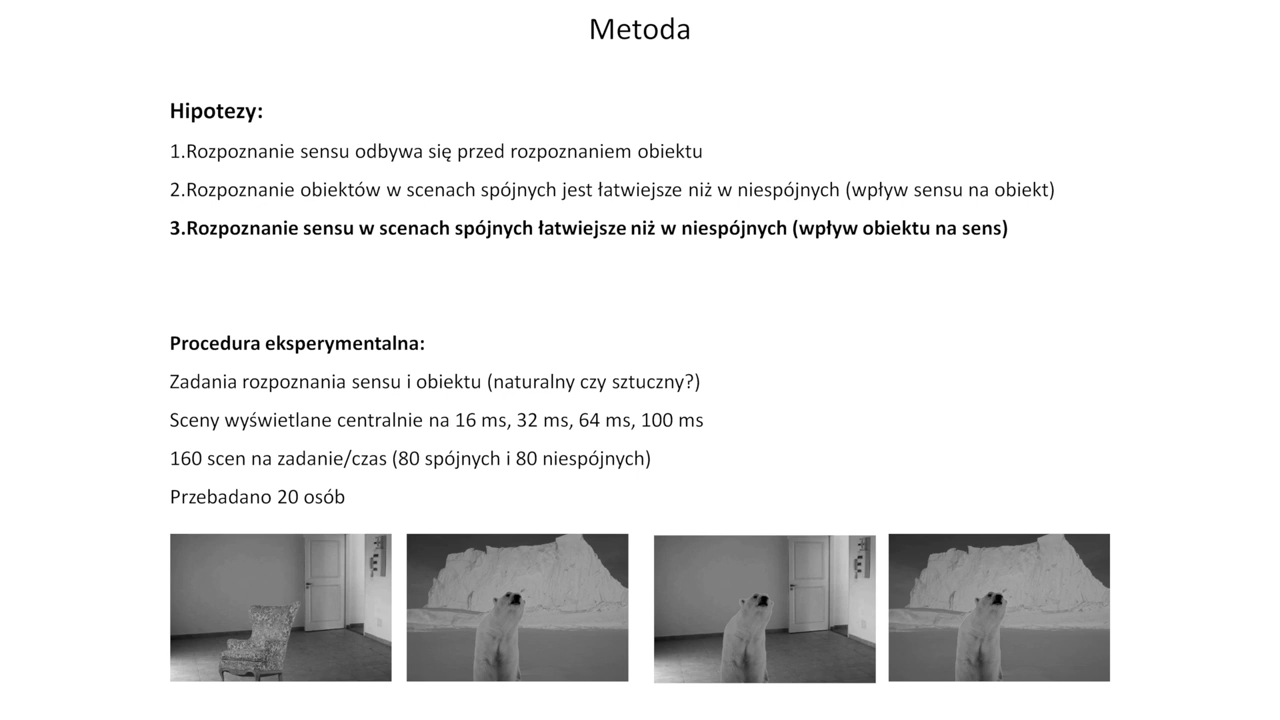 Metoda
Hipotezy:
1.Rozpoznanie sensu odbywa się przed rozpoznaniem obiektu
2.Rozpoznanie obiektów w scenach spójnych jest łatwiejsze niż w niespójnych (wpływ sensu na obiekt)
3.Rozpoznanie sensu w scenach spójnych łatwiejsze niż w niespójnych (wpływ obiektu na sens)
Procedura eksperymentalna:
Zadania rozpoznania sensu i obiektu (naturalny czy sztuczny?)
Sceny wyświetlane centralnie na 16 ms, 32 ms, 64 ms, 100 ms
160 scen na zadanie/czas (80 spójnych i 80 niespójnych)
Przebadano 20 osób